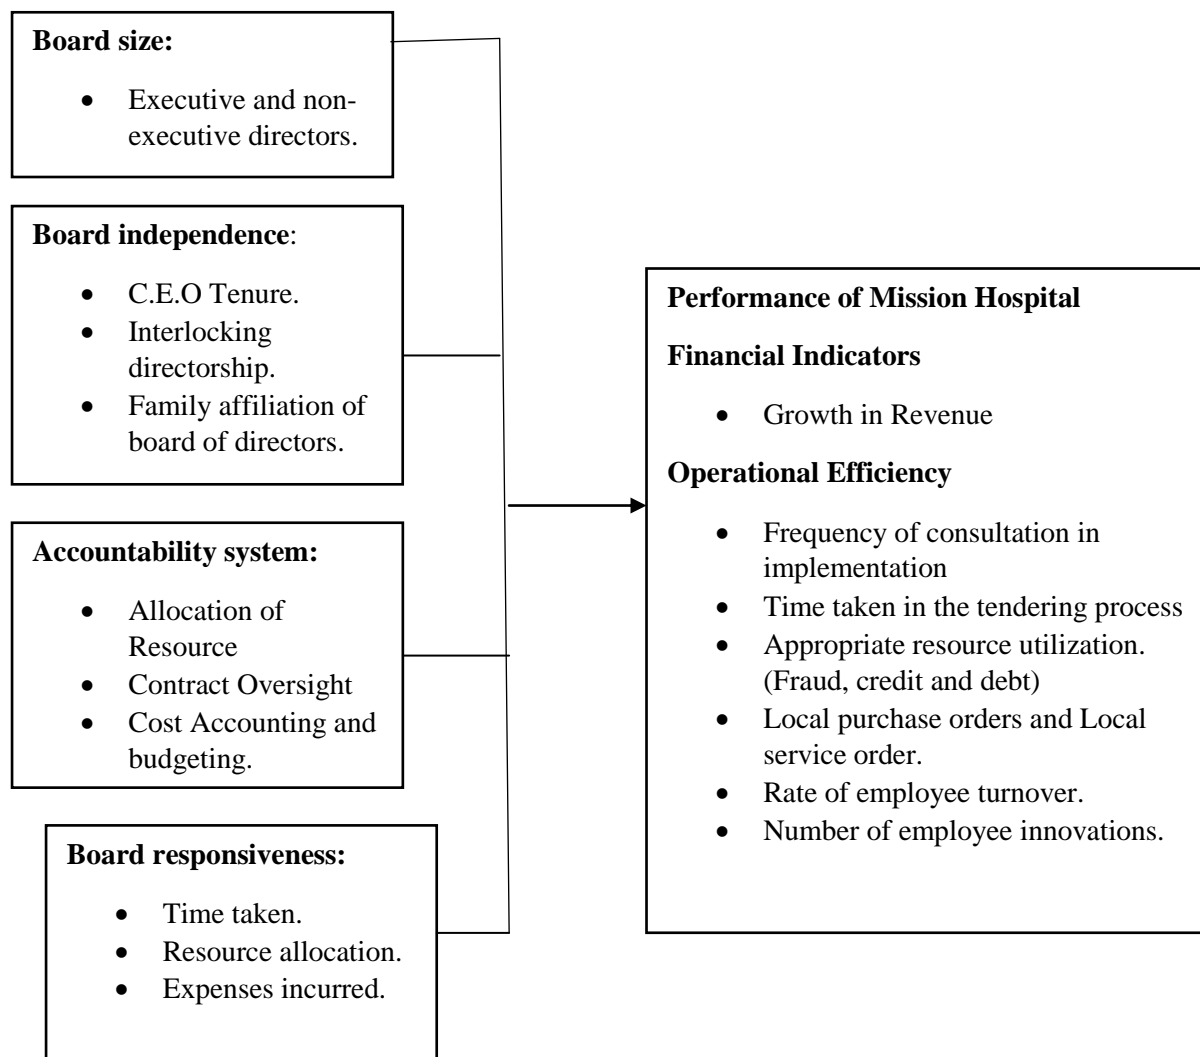 Board size:
• Executive and non-
executive directors.
Board independence:
• C.E.O Tenure.
• Interlocking
directorship.
• Family affiliation of
board of directors.
Accountability system:
• Allocation of
Resource
• Contract Oversight
• Cost Accounting and
budgeting.
Board responsiveness:
• Time taken.
• Resource allocation.
• Expenses incurred.
Performance of Mission Hospital
Financial Indicators
• Growth in Revenue
Operational Efficiency
• Frequency of consultation in
implementation
• Time taken in the tendering process
• Appropriate resource utilization.
(Fraud, credit and debt)
• Local purchase orders and Local
service order.
• Rate of employee turnover.
• Number of employee innovations.